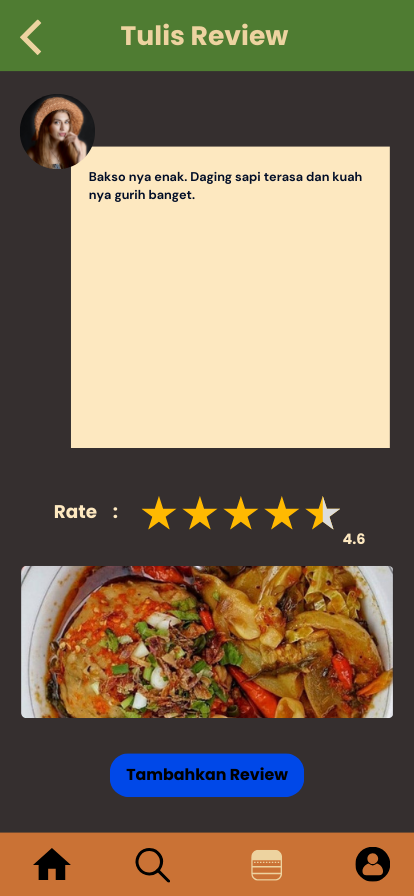 Tulis Review
Bakso nya enak. Daging sapi terasa dan kuah
nya gurih banget.
Rate :
4.6
Tambahkan Review